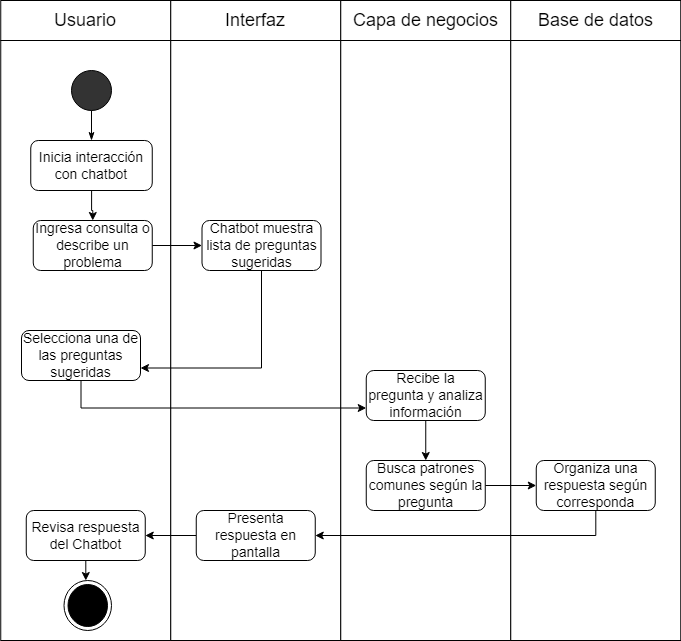 Usuario
Interfaz
Capa de negocios
Base de datos
Inicia interacción
con chatbot
Ingresa consulta o
describe un
problema
Chatbot muestra
lista de preguntas
sugeridas
Selecciona una de
las preguntas
sugeridas
Recibe la
pregunta y analiza
información
Busca patrones
comunes según la
pregunta
Organiza una
respuesta según
corresponda
Presenta
respuesta en
pantalla
Revisa respuesta
del Chatbot